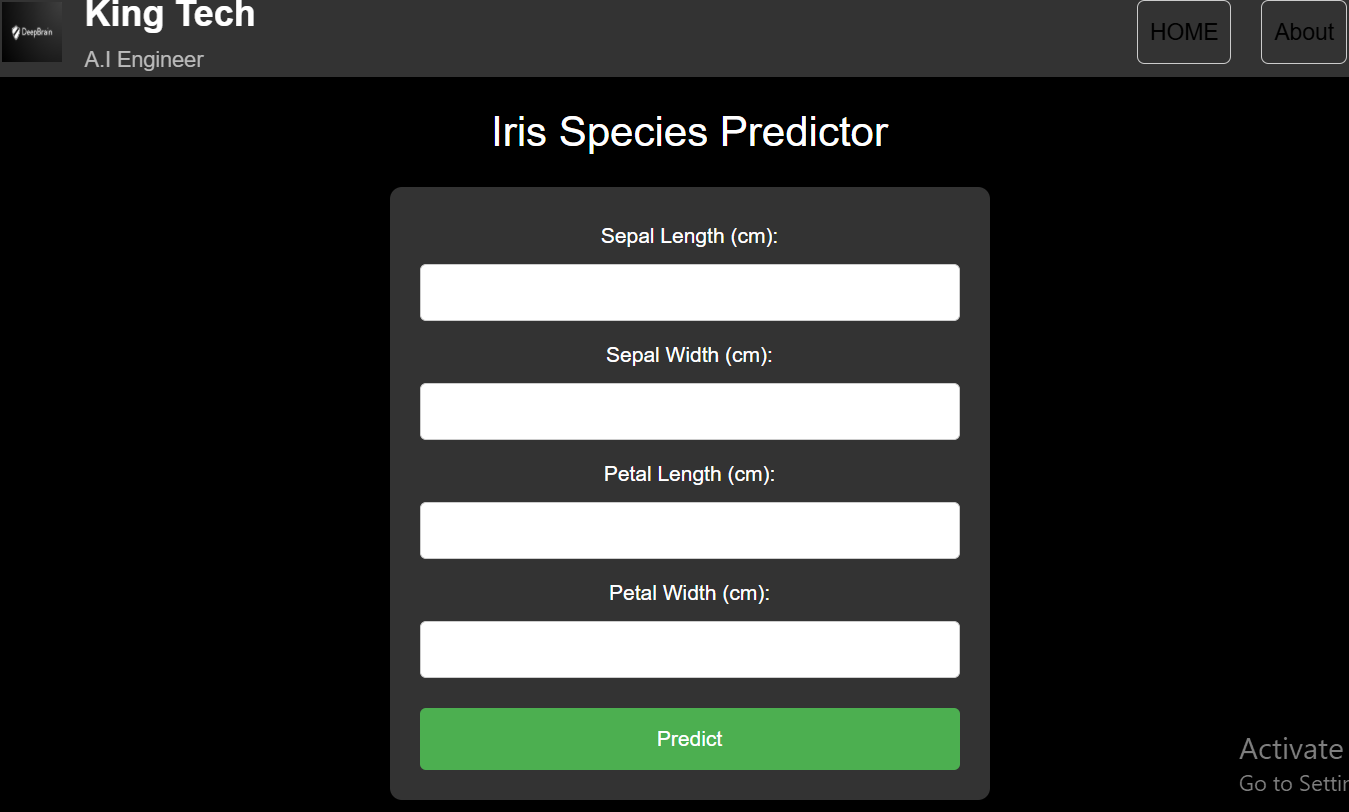 DeepBrain
King Tech
A.I Engineer
HOME
About
Iris Species Predictor
Sepal Length (cm):
Sepal Width (cm):
Petal Length (cm):
Petal Width (cm):
Predict
Activate
Go to Settin